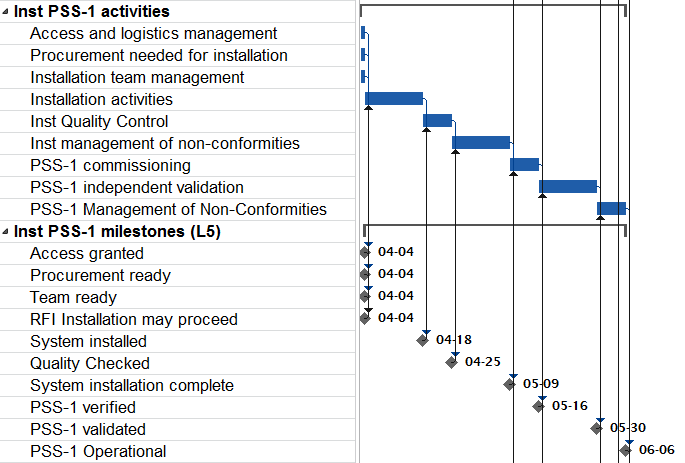 Inst PSS-1 activities
Access and logistics management
Procurement needed for installation
Installation team management
Installation activities
Inst Quality Control
Inst management of non-conformities
PSS-1 commissioning
PSS-1 independent validation
PSS-1 Management of Non-Conformities
Inst PSS-1 milestones (L5)
Access granted 04-04
Procurement ready 04-04
Team ready 04-04
RFI Installation may proceed 04-04
System installed 04-18
Quality Checked 04-25
System installation complete 05-09
PSS-1 verified 05-16
PSS-1 validated 05-30
PSS-1 Operational 06-06